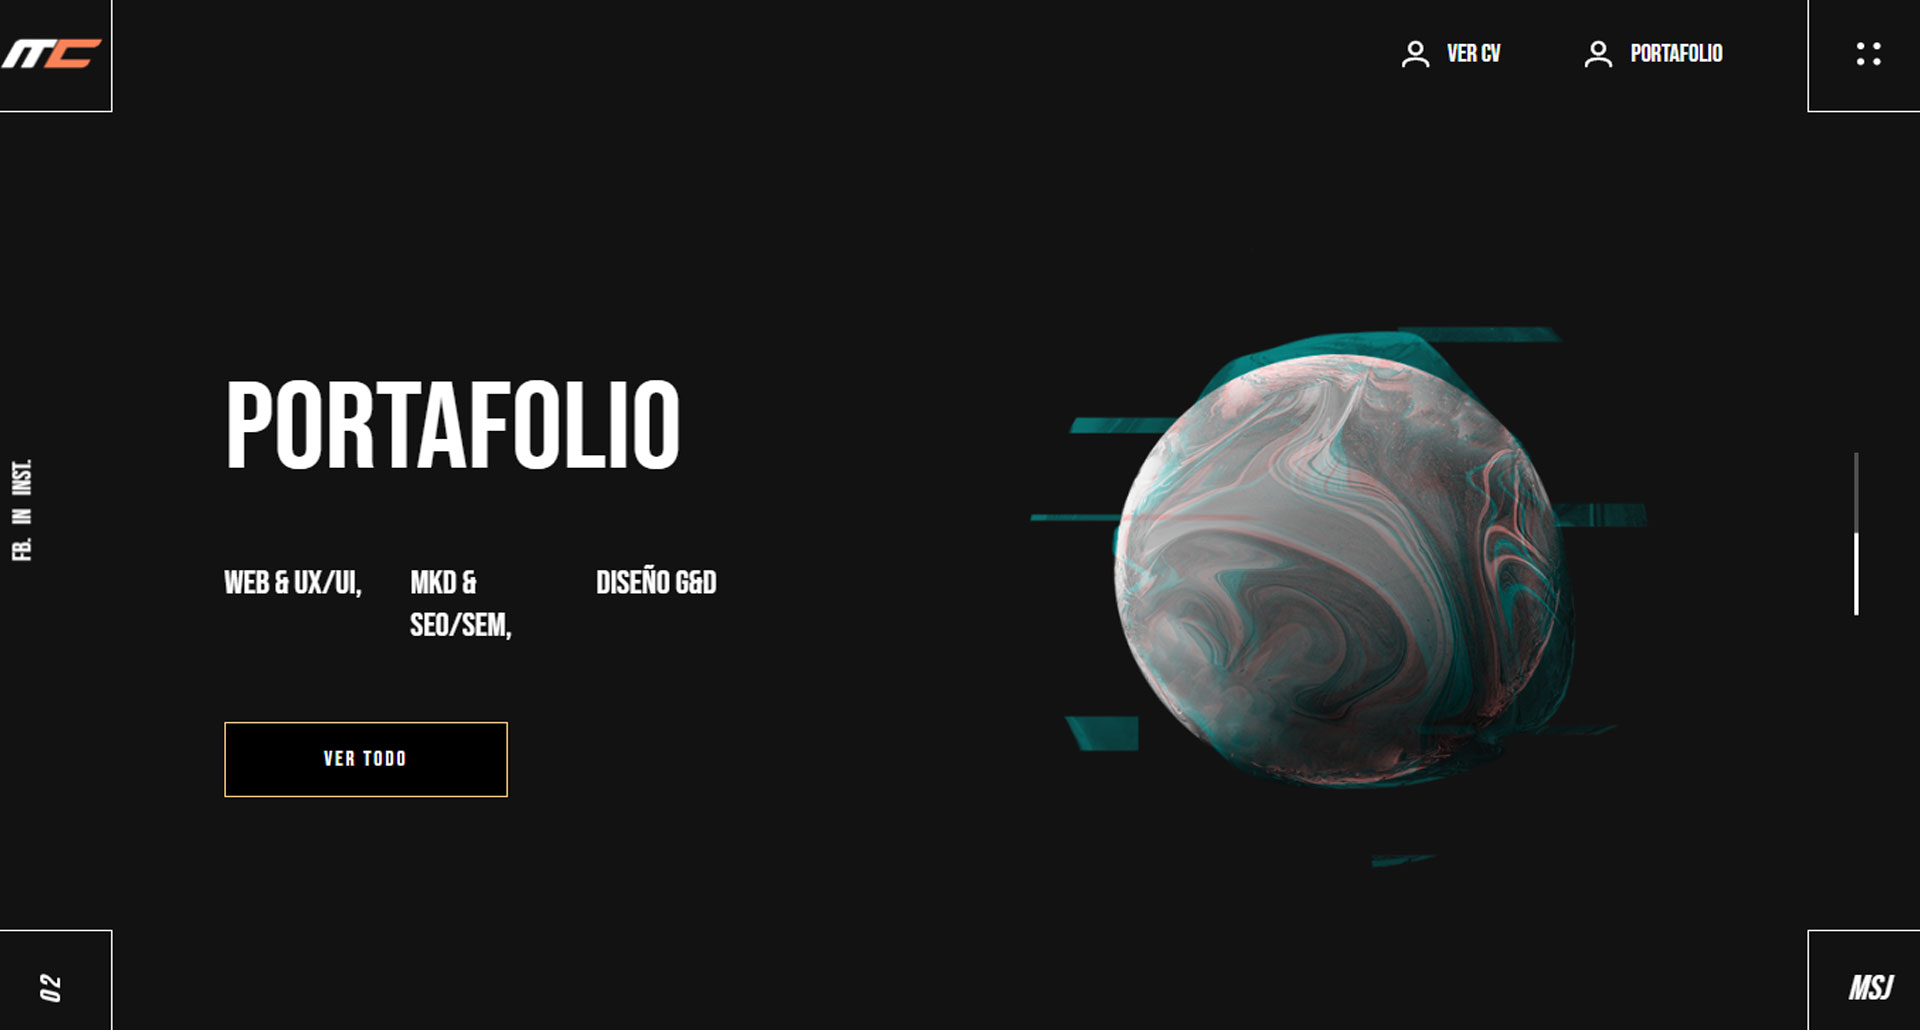 MC
VER CV
PORTAFOLIO
PORTAFOLIO
FB. IN INST.
WEB & UX/UI,
MKD &
SEO/SEM,
DISEÑO G&D
VER TODO
02
MSJ